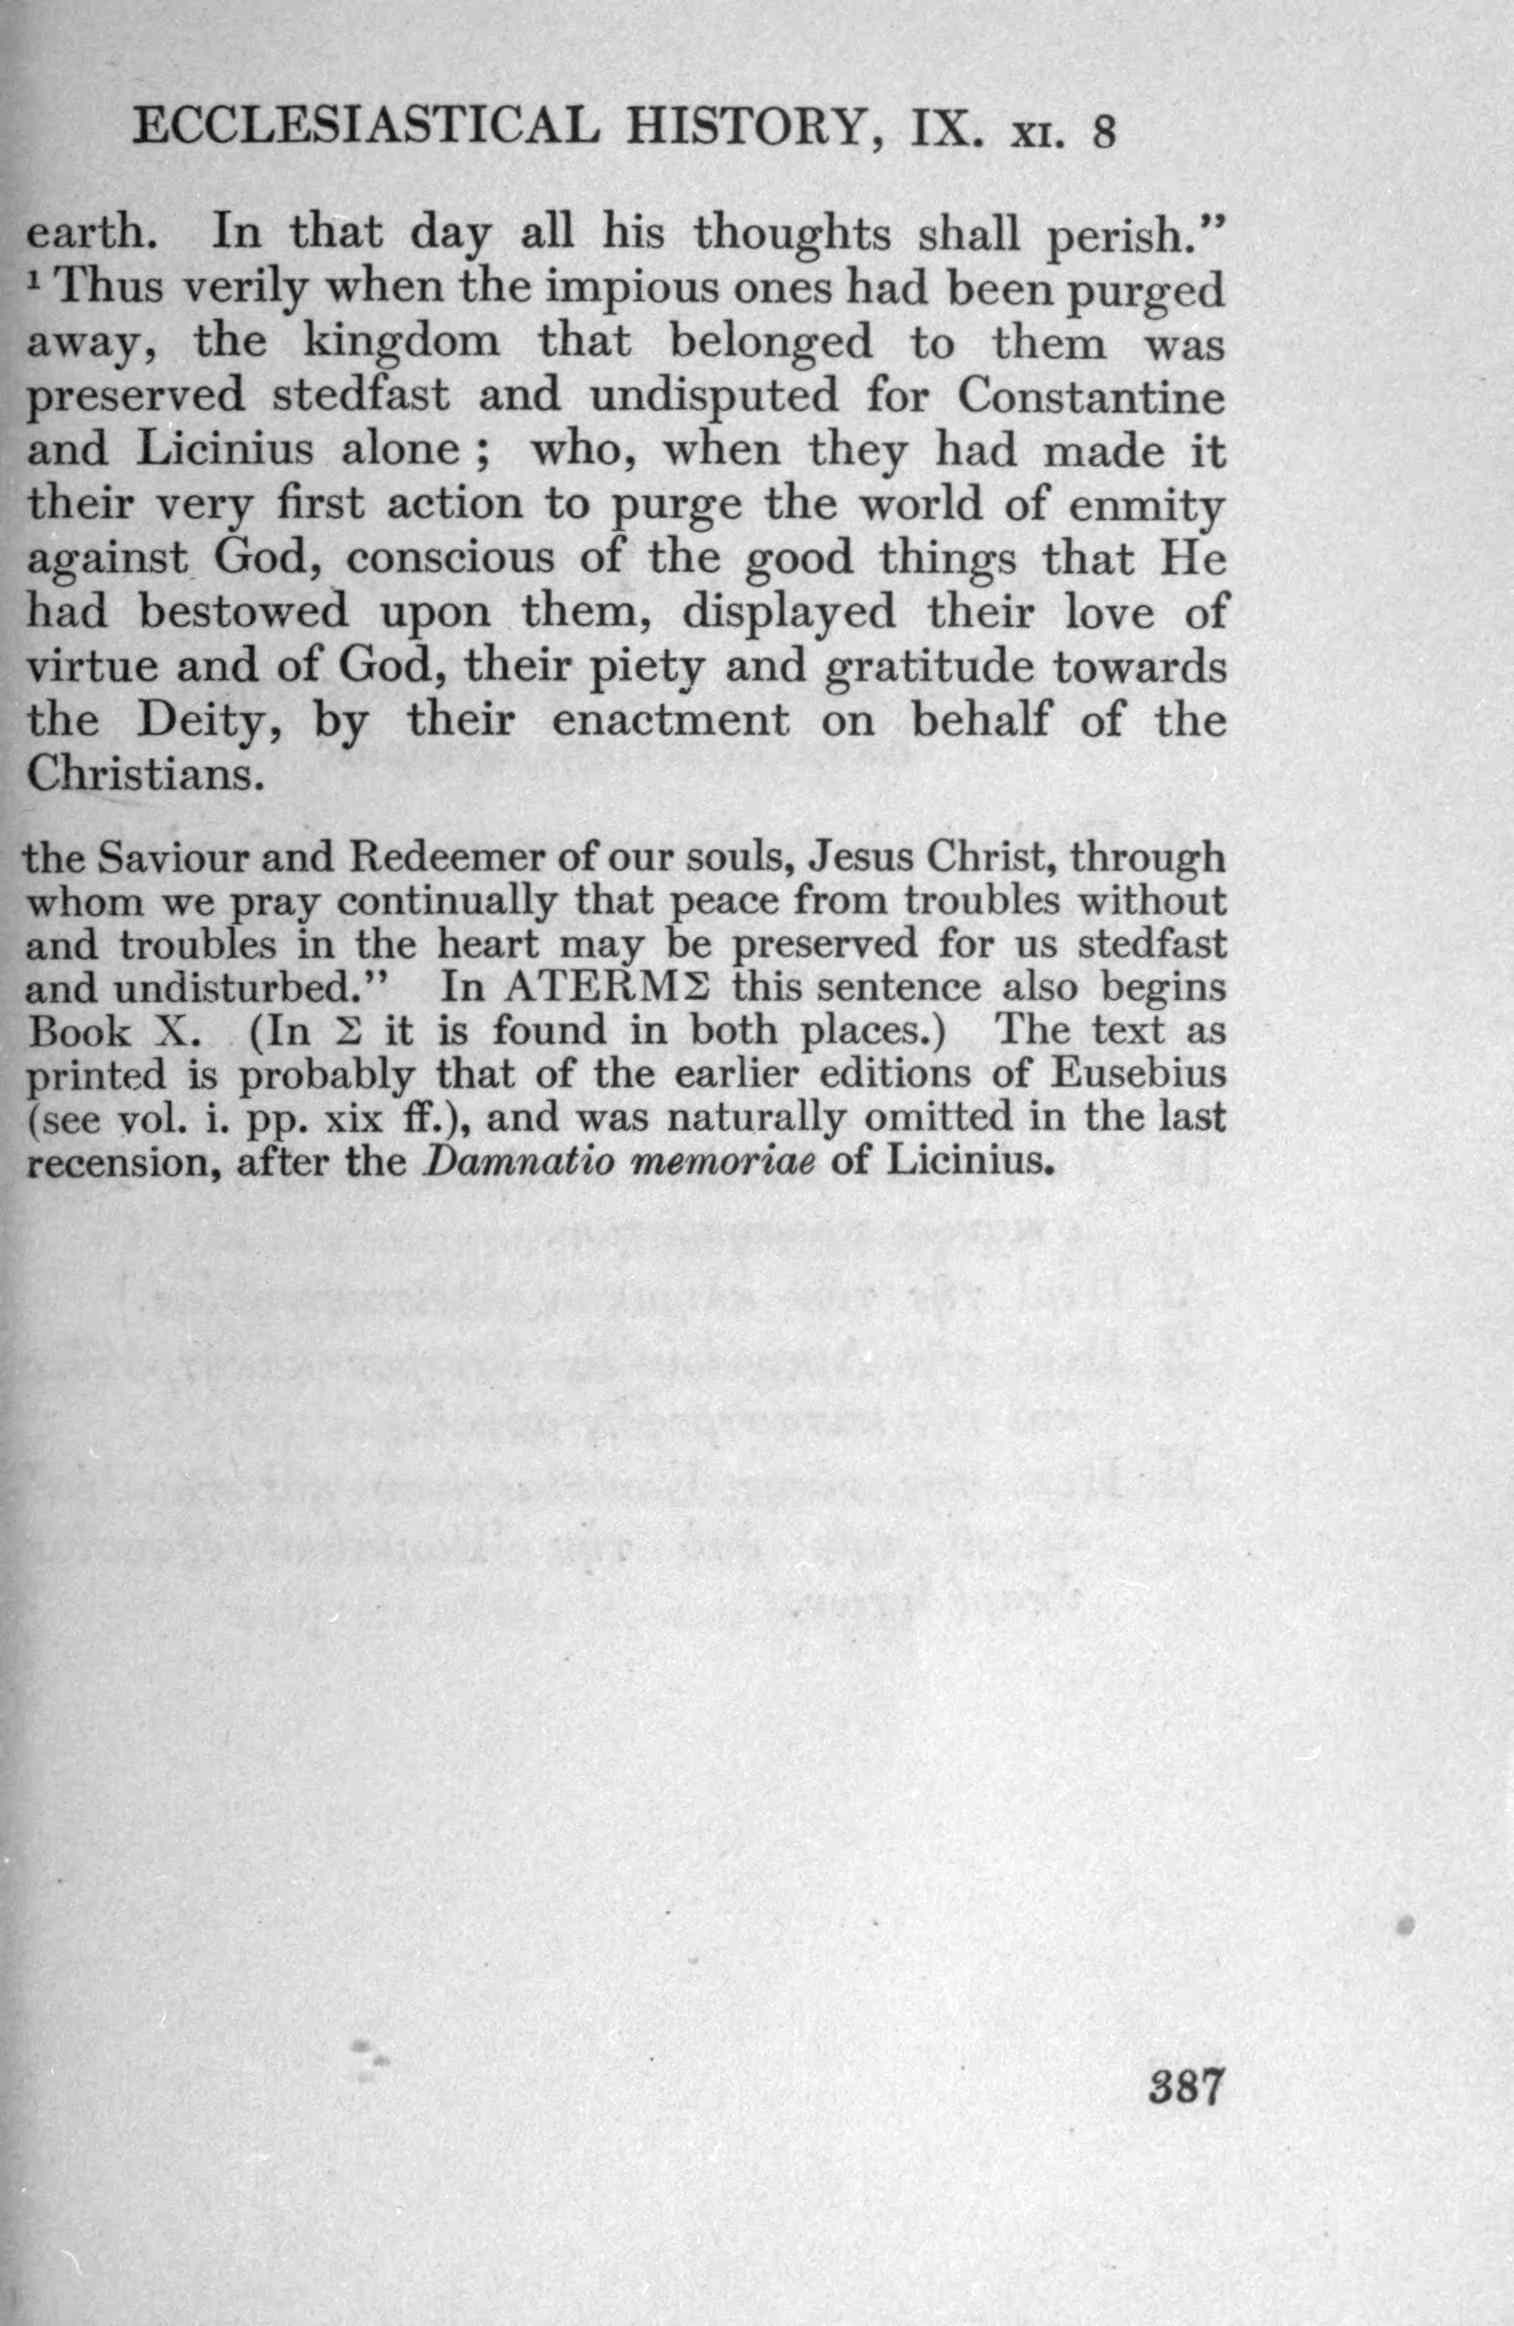 ECCLESIASTICAL HISTORY, IX. XI. 8
earth. In that day all his thoughts shall perish.”
¹ Thus verily when the impious ones had been purged
away, the kingdom that belonged to them was
preserved stedfast and undisputed for Constantine
and Licinius alone ; who, when they had made it
their very first action to purge the world of enmity
against God, conscious of the good things that He
had bestowed upon them, displayed their love of
virtue and of God, their piety and gratitude towards
the Deity, by their enactment on behalf of the
Christians.
the Saviour and Redeemer of our souls, Jesus Christ, through
whom we pray continually that peace from troubles without
and troubles in the heart may be preserved for us stedfast
and undisturbed.” In ATERMΣ this sentence also begins
Book X. (In Σ it is found in both places.) The text as
printed is probably that of the earlier editions of Eusebius
(see vol. i. pp. xix ff.), and was naturally omitted in the last
recension, after the Damnatio memoriae of Licinius.
387